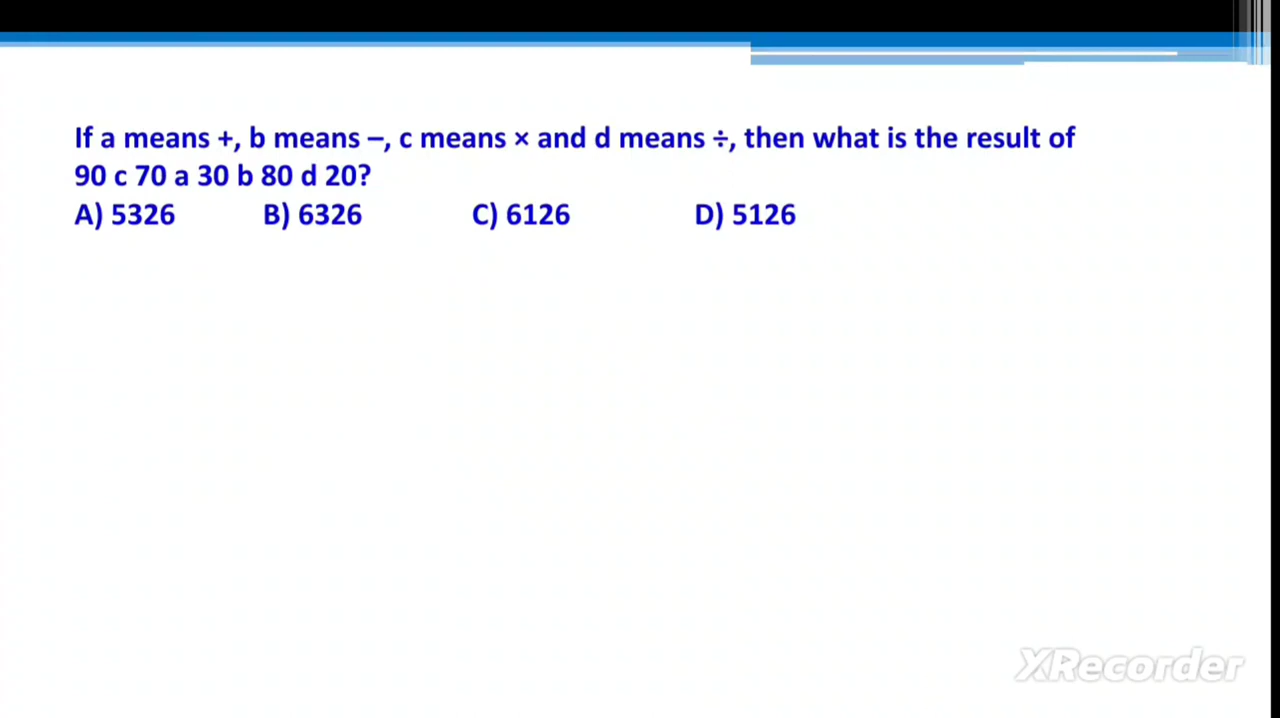 If a means +, b means –, c means × and d means ÷, then what is the result of
90 c 70 a 30 b 80 d 20?
A) 5326 B) 6326 C) 6126 D) 5126
XRecorder